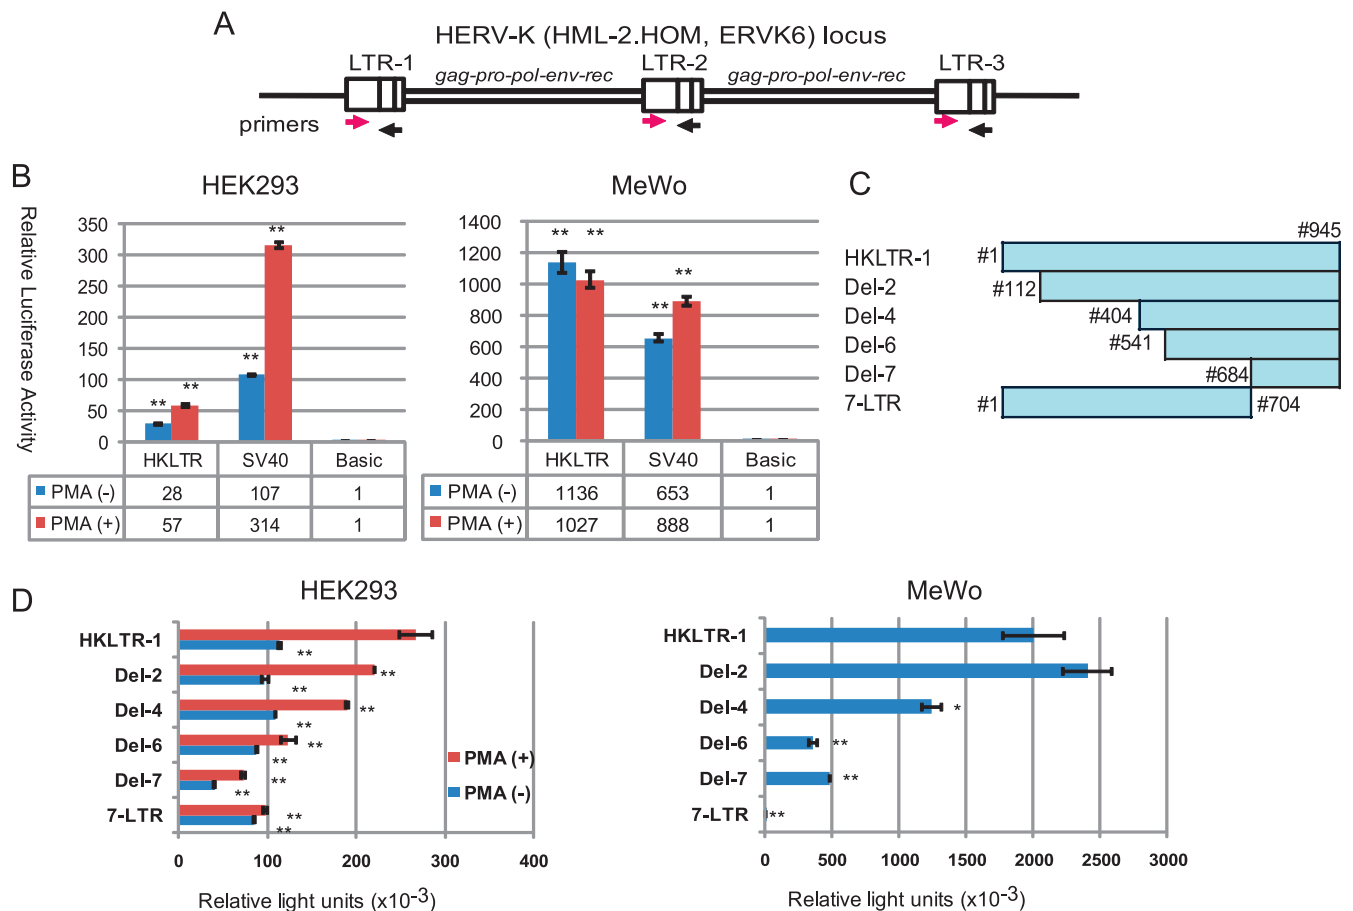 A
HERV-K (HML-2.HOM, ERVK6) locus
LTR-1
gag-pro-pol-env-rec
LTR-2
gag-pro-pol-env-rec
LTR-3
primers
B
HEK293
Relative Luciferase Activity
350
300
250
200
150
100
50
0
** ** ** **
HKLTR SV40 Basic
PMA (-) 28 107 1
PMA (+) 57 314 1
MeWo
1400
1200
1000
800
600
400
200
0
** ** ** **
HKLTR SV40 Basic
PMA (-) 1136 653 1
PMA (+) 1027 888 1
C
#945
HKLTR-1 #1
Del-2 #112
Del-4 #404
Del-6 #541
Del-7 #684
7-LTR #1 #704
D
HEK293
HKLTR-1
**
Del-2 **
**
Del-4 **
**
Del-6 **
**
Del-7 **
**
7-LTR **
**
PMA (+)
PMA (-)
0 100 200 300 400
Relative light units (x10-3)
MeWo
HKLTR-1
Del-2
Del-4 *
Del-6 **
Del-7 **
7-LTR **
0 500 1000 1500 2000 2500 3000
Relative light units (x10-3)